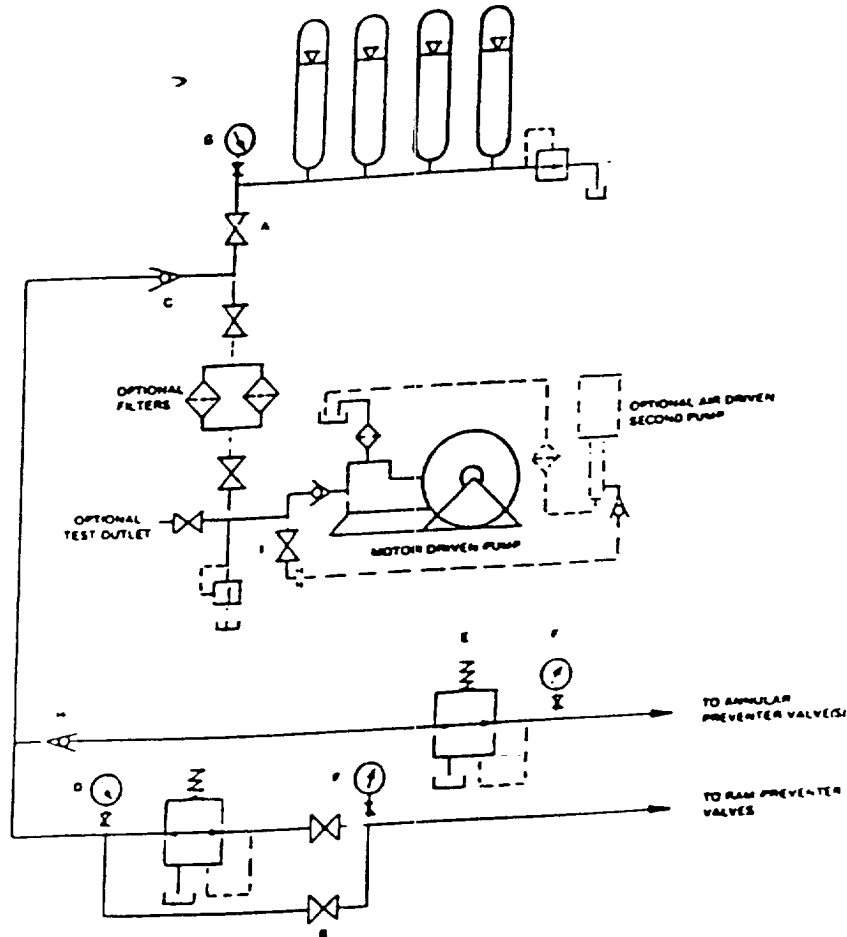 A
C
OPTIONAL
FILTERS
OPTIONAL AIR DRIVEN
SECOND PUMP
OPTIONAL
TEST OUTLET
I
MOTOR DRIVEN PUMP
E
F
TO ANNULAR
PREVENTER VALVE(S)
D
F
TO RAM PREVENTER
VALVES